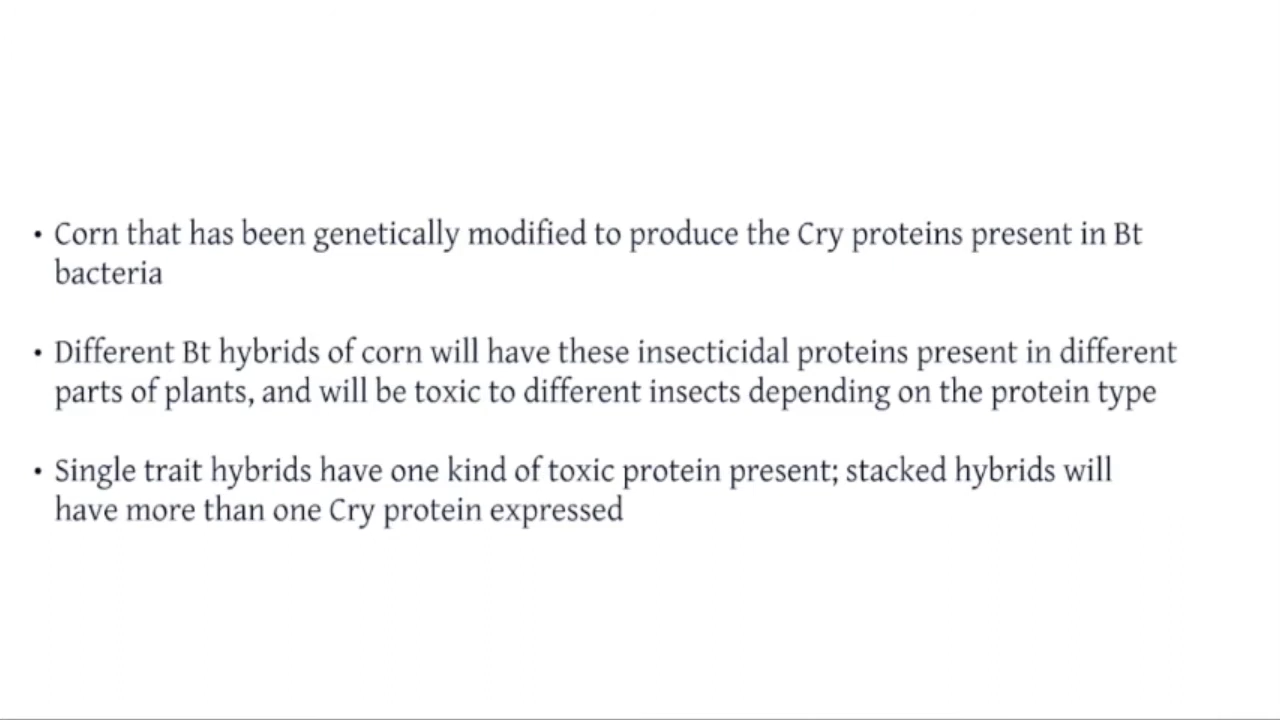 • Corn that has been genetically modified to produce the Cry proteins present in Bt
bacteria
• Different Bt hybrids of corn will have these insecticidal proteins present in different
parts of plants, and will be toxic to different insects depending on the protein type
• Single trait hybrids have one kind of toxic protein present; stacked hybrids will
have more than one Cry protein expressed